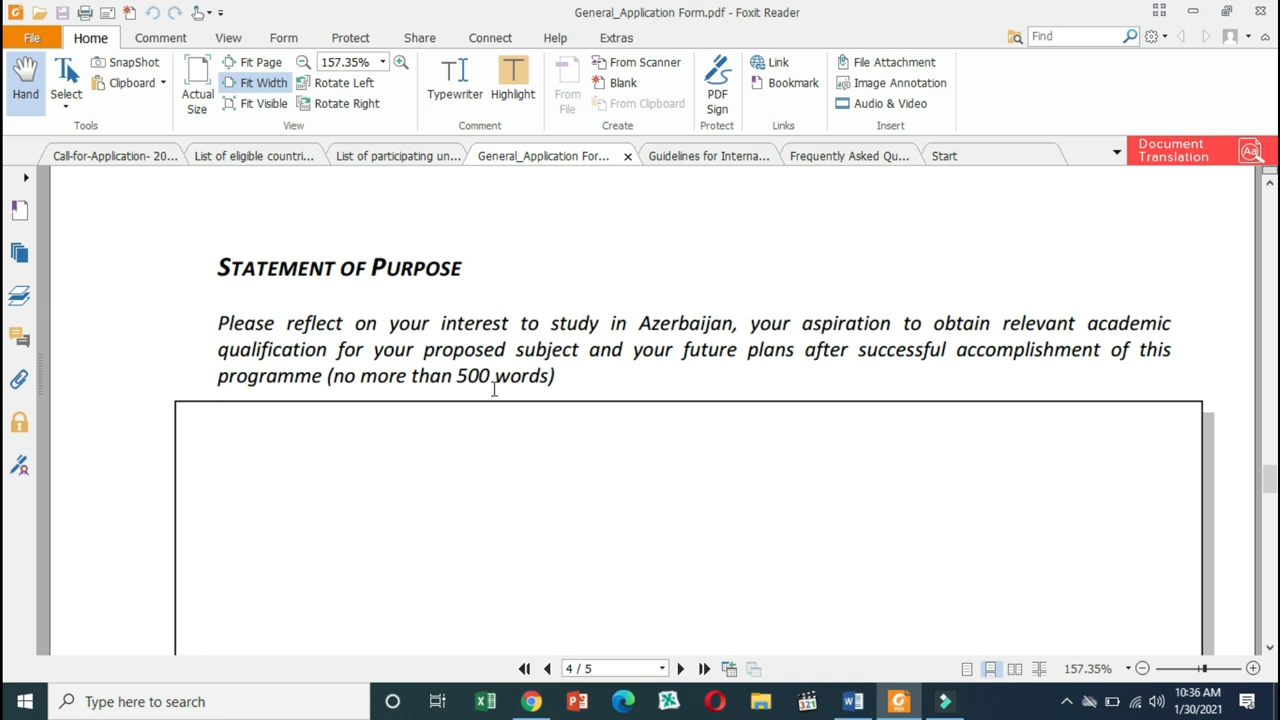 General_Application Form.pdf - Foxit Reader
File Home Comment View Form Protect Share Connect Help Extras Find
SnapShot Fit Page 157.35% From Scanner Link File Attachment
Clipboard Fit Width Rotate Left Blank Bookmark Image Annotation
Hand Select Actual Size Fit Visible Rotate Right Typewriter Highlight From File From Clipboard PDF Sign Audio & Video
Tools View Comment Create Protect Links Insert
Call-for-Application- 20... List of eligible countri... List of participating un... General_Application For... Guidelines for Interna... Frequently Asked Qu... Start
Document
Translation
Aa
STATEMENT OF PURPOSE
Please reflect on your interest to study in Azerbaijan, your aspiration to obtain relevant academic
qualification for your proposed subject and your future plans after successful accomplishment of this
programme (no more than 500 words)
4 / 5 157.35%
Type here to search
10:36 AM
1/30/2021